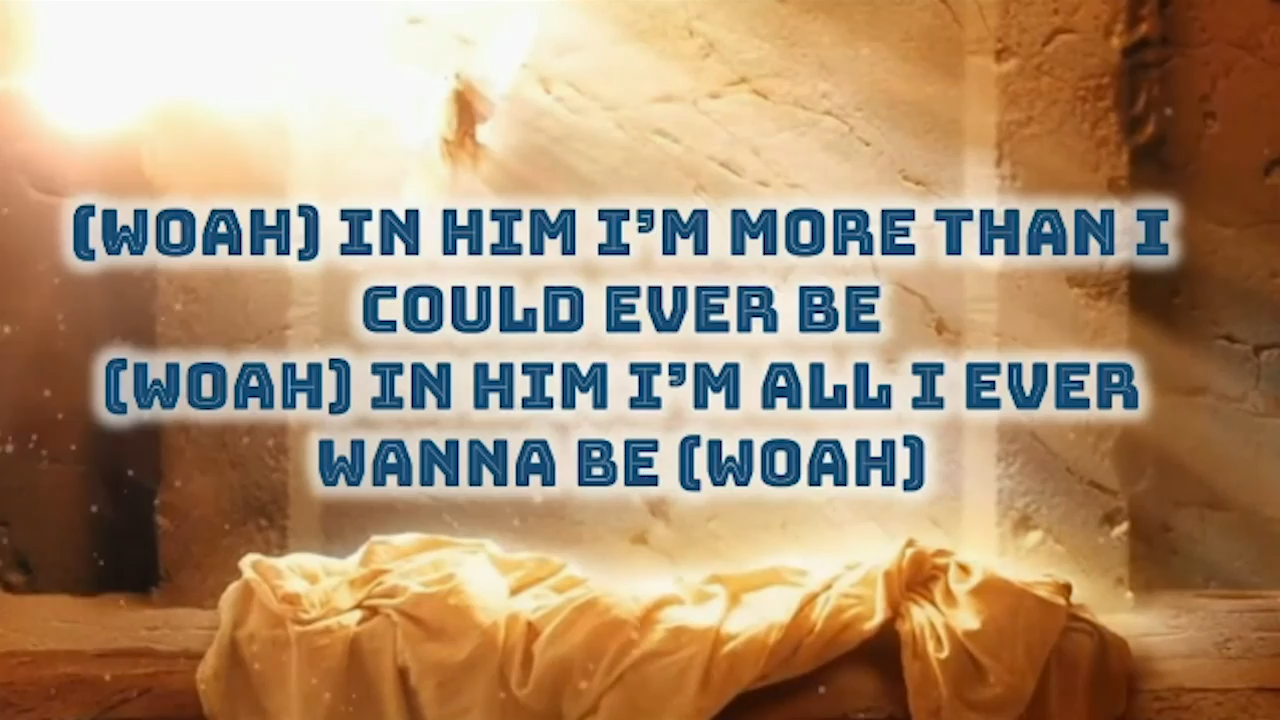 (WOAH) IN HIM I'M MORE THAN I
COULD EVER BE
(WOAH) IN HIM I'M ALL I EVER
WANNA BE (WOAH)